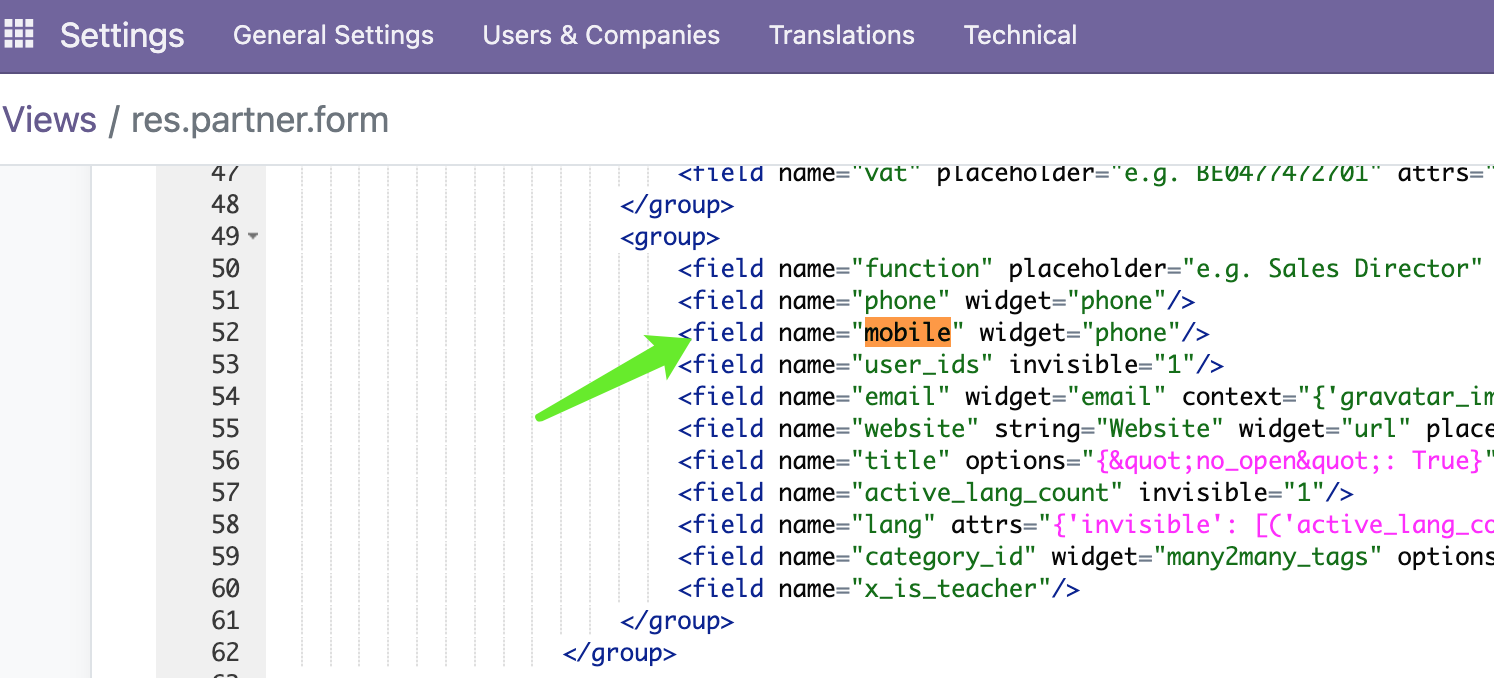 Settings General Settings Users & Companies Translations Technical
Views / res.partner.form
47 <field name="vat" placeholder="e.g. BE0477472701" attrs="
48 </group>
49 <group>
50 <field name="function" placeholder="e.g. Sales Director"
51 <field name="phone" widget="phone"/>
52 <field name="mobile" widget="phone"/>
53 <field name="user_ids" invisible="1"/>
54 <field name="email" widget="email" context="{'gravatar_im
55 <field name="website" string="Website" widget="url" place
56 <field name="title" options="{&quot;no_open&quot;: True}"
57 <field name="active_lang_count" invisible="1"/>
58 <field name="lang" attrs="{'invisible': [('active_lang_co
59 <field name="category_id" widget="many2many_tags" options
60 <field name="x_is_teacher"/>
61 </group>
62 </group>